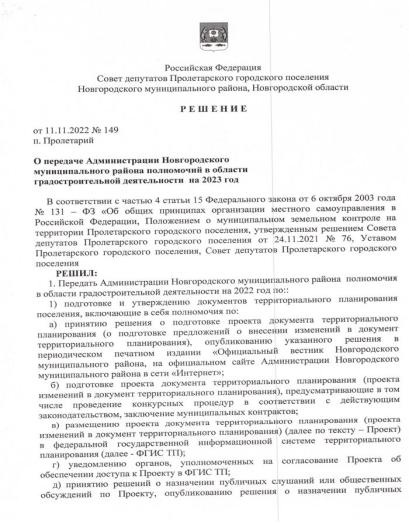 Российская Федерация
Совет депутатов Пролетарского городского поселения
Новгородского муниципального района, Новгородской области
Р Е Ш Е Н И Е
от 11.11.2022 № 149
п. Пролетарий
О передаче Администрации Новгородского
муниципального района полномочий в области
градостроительной деятельности на 2023 год
В соответствии с частью 4 статьи 15 Федерального закона от 6 октября 2003 года
№ 131 – ФЗ «Об общих принципах организации местного самоуправления в
Российской Федерации, Положением о муниципальном земельном контроле на
территории Пролетарского городского поселения, утвержденным решением Совета
депутатов Пролетарского городского поселения от 24.11.2021 № 76, Уставом
Пролетарского городского поселения, Совет депутатов Пролетарского городского
поселения
РЕШИЛ:
1. Передать Администрации Новгородского муниципального района полномочия
в области градостроительной деятельности на 2022 год по::
1) подготовке и утверждению документов территориального планирования
поселения, включающие в себя полномочия по:
а) принятию решения о подготовке проекта документа территориального
планирования (о подготовке предложений о внесении изменений в документ
территориального планирования), опубликованию указанного решения в
периодическом печатном издании «Официальный вестник Новгородского
муниципального района, на официальном сайте Администрации Новгородского
муниципального района в сети «Интернет»;
б) подготовке проекта документа территориального планирования (проекта
изменений в документ территориального планирования), предусматривающие в том
числе проведение конкурсных процедур в соответствии с действующим
законодательством, заключение муниципальных контрактов;
в) размещению проекта документа территориального планирования (проекта
изменений в документ территориального планирования) (далее по тексту – Проект)
в федеральной государственной информационной системе территориального
планирования (далее - ФГИС ТП);
г) уведомлению органов, уполномоченных на согласование Проекта об
обеспечении доступа к Проекту в ФГИС ТП;
д) принятию решений о назначении публичных слушаний или общественных
обсуждений по Проекту, опубликованию решения о назначении публичных